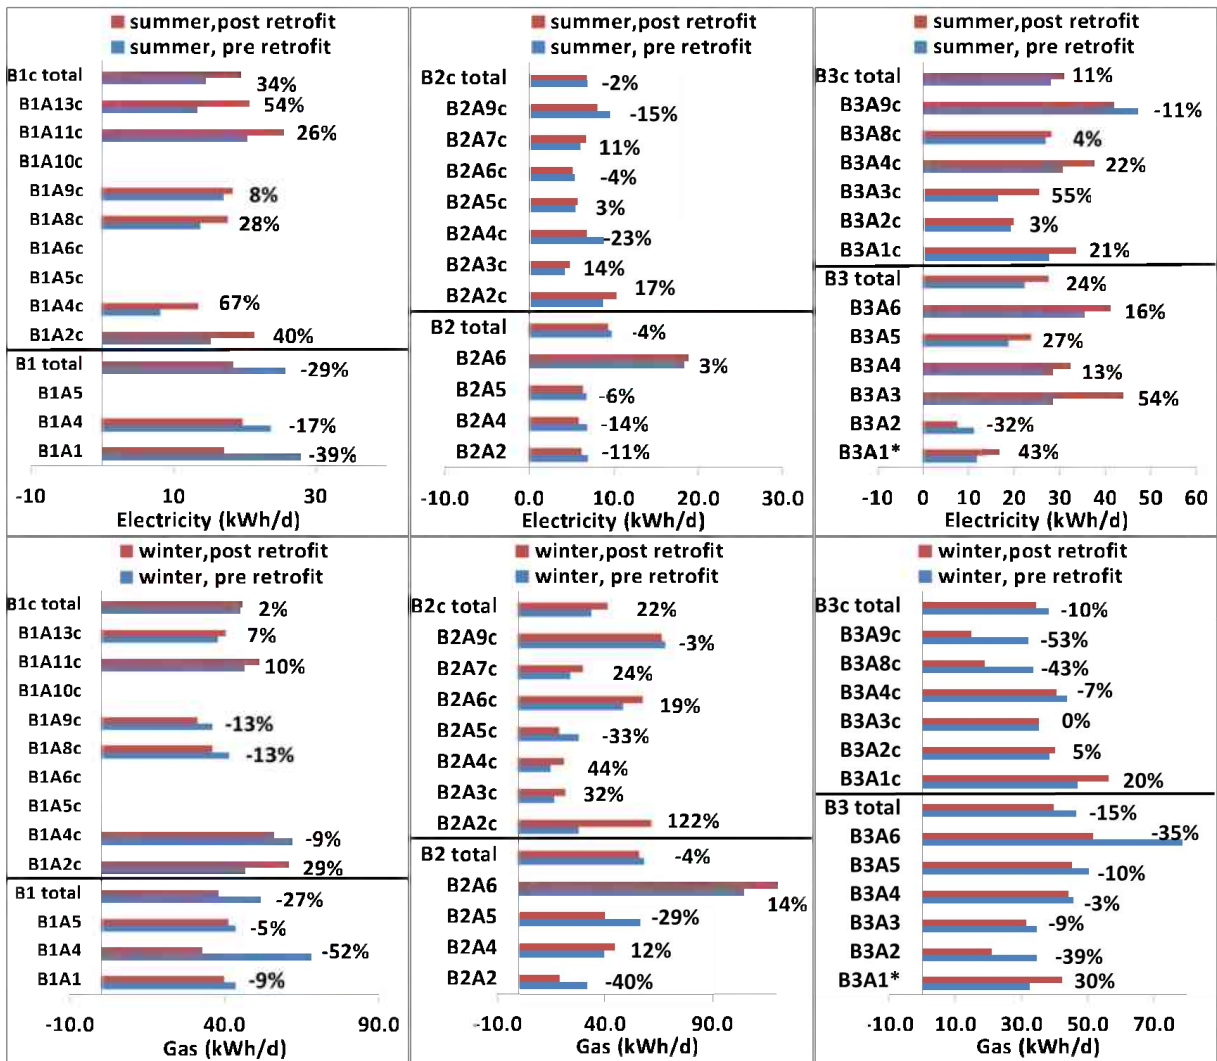 summer,post retrofit
summer, pre retrofit
B1c total 34%
B1A13c 54%
B1A11c 26%
B1A10c
B1A9c 8%
B1A8c 28%
B1A6c
B1A5c
B1A4c 67%
B1A2c 40%
B1 total -29%
B1A5
B1A4 -17%
B1A1 -39%
-10 10 30
Electricity (kWh/d)
summer,post retrofit
summer, pre retrofit
B2c total -2%
B2A9c -15%
B2A7c 11%
B2A6c -4%
B2A5c 3%
B2A4c -23%
B2A3c 14%
B2A2c 17%
B2 total -4%
B2A6 3%
B2A5 -6%
B2A4 -14%
B2A2 -11%
-10.0 0.0 10.0 30.0
Electricity (kWh/d)
summer,post retrofit
summer, pre retrofit
B3c total 11%
B3A9c -11%
B3A8c 4%
B3A4c 22%
B3A3c 55%
B3A2c 3%
B3A1c 21%
B3 total 24%
B3A6 16%
B3A5 27%
B3A4 13%
B3A3 54%
B3A2 -32%
B3A1* 43%
-10 0 10 20 30 40 50 60
Electricity (kWh/d)
winter,post retrofit
winter, pre retrofit
B1c total 2%
B1A13c 7%
B1A11c 10%
B1A10c
B1A9c -13%
B1A8c -13%
B1A6c
B1A5c
B1A4c -9%
B1A2c 29%
B1 total -27%
B1A5 -5%
B1A4 -52%
B1A1 -9%
-10.0 40.0 90.0
Gas (kWh/d)
winter,post retrofit
winter, pre retrofit
B2c total 22%
B2A9c -3%
B2A7c 24%
B2A6c 19%
B2A5c -33%
B2A4c 44%
B2A3c 32%
B2A2c 122%
B2 total -4%
B2A6 14%
B2A5 -29%
B2A4 12%
B2A2 -40%
-10.0 40.0 90.0
Gas (kWh/d)
winter,post retrofit
winter, pre retrofit
B3c total -10%
B3A9c -53%
B3A8c -43%
B3A4c -7%
B3A3c 0%
B3A2c 5%
B3A1c 20%
B3 total -15%
B3A6 -35%
B3A5 -10%
B3A4 -3%
B3A3 -9%
B3A2 -39%
B3A1* 30%
-10.0 10.0 30.0 50.0 70.0
Gas (kWh/d)